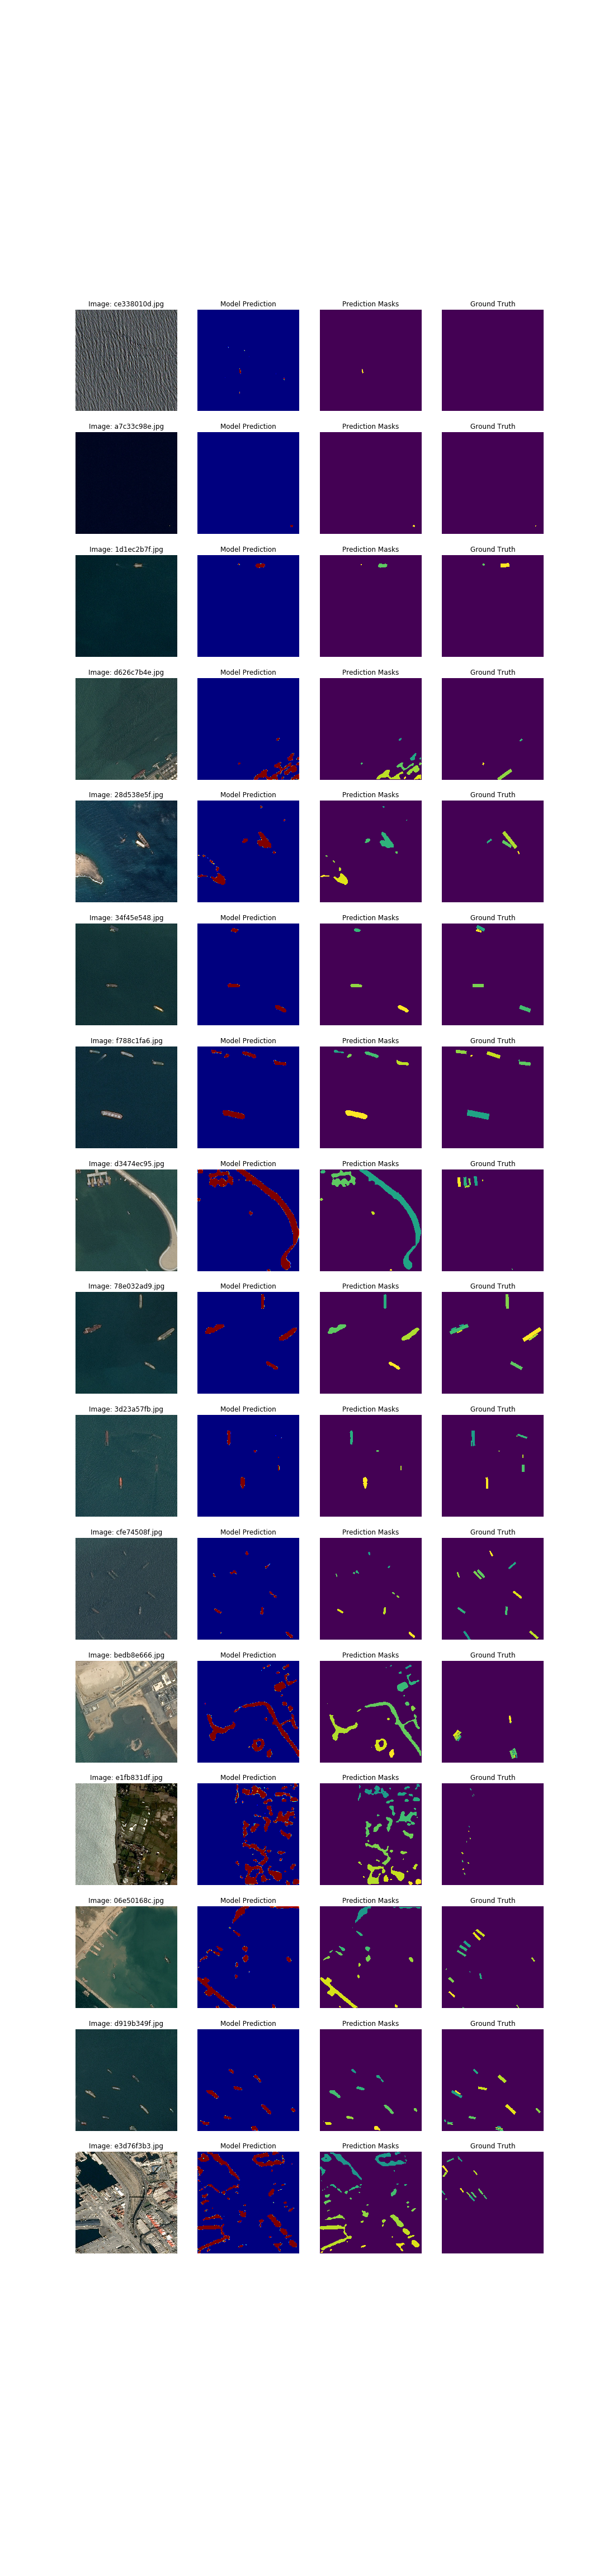 Image: ce338010d.jpg Model Prediction Prediction Masks Ground Truth
Image: a7c33c98e.jpg Model Prediction Prediction Masks Ground Truth
Image: 1d1ec2b7f.jpg Model Prediction Prediction Masks Ground Truth
Image: d626c7b4e.jpg Model Prediction Prediction Masks Ground Truth
Image: 28d538e5f.jpg Model Prediction Prediction Masks Ground Truth
Image: 34f45e548.jpg Model Prediction Prediction Masks Ground Truth
Image: f788c1fa6.jpg Model Prediction Prediction Masks Ground Truth
Image: d3474ec95.jpg Model Prediction Prediction Masks Ground Truth
Image: 78e032ad9.jpg Model Prediction Prediction Masks Ground Truth
Image: 3d23a57fb.jpg Model Prediction Prediction Masks Ground Truth
Image: cfe74508f.jpg Model Prediction Prediction Masks Ground Truth
Image: bedb8e666.jpg Model Prediction Prediction Masks Ground Truth
Image: e1fb831df.jpg Model Prediction Prediction Masks Ground Truth
Image: 06e50168c.jpg Model Prediction Prediction Masks Ground Truth
Image: d919b349f.jpg Model Prediction Prediction Masks Ground Truth
Image: e3d76f3b3.jpg Model Prediction Prediction Masks Ground Truth